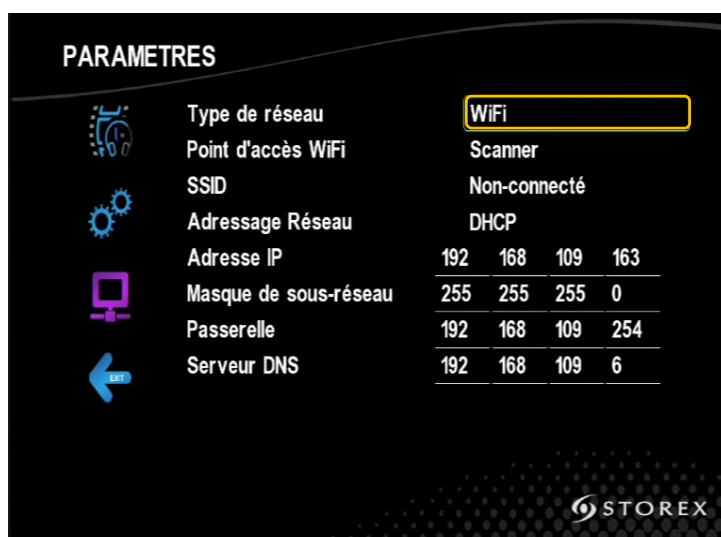 PARAMETRES
Type de réseau WiFi
Point d'accès WiFi Scanner
SSID Non-connecté
Adressage Réseau DHCP
Adresse IP 192 168 109 163
Masque de sous-réseau 255 255 255 0
Passerelle 192 168 109 254
Serveur DNS 192 168 109 6
EXIT
STOREX